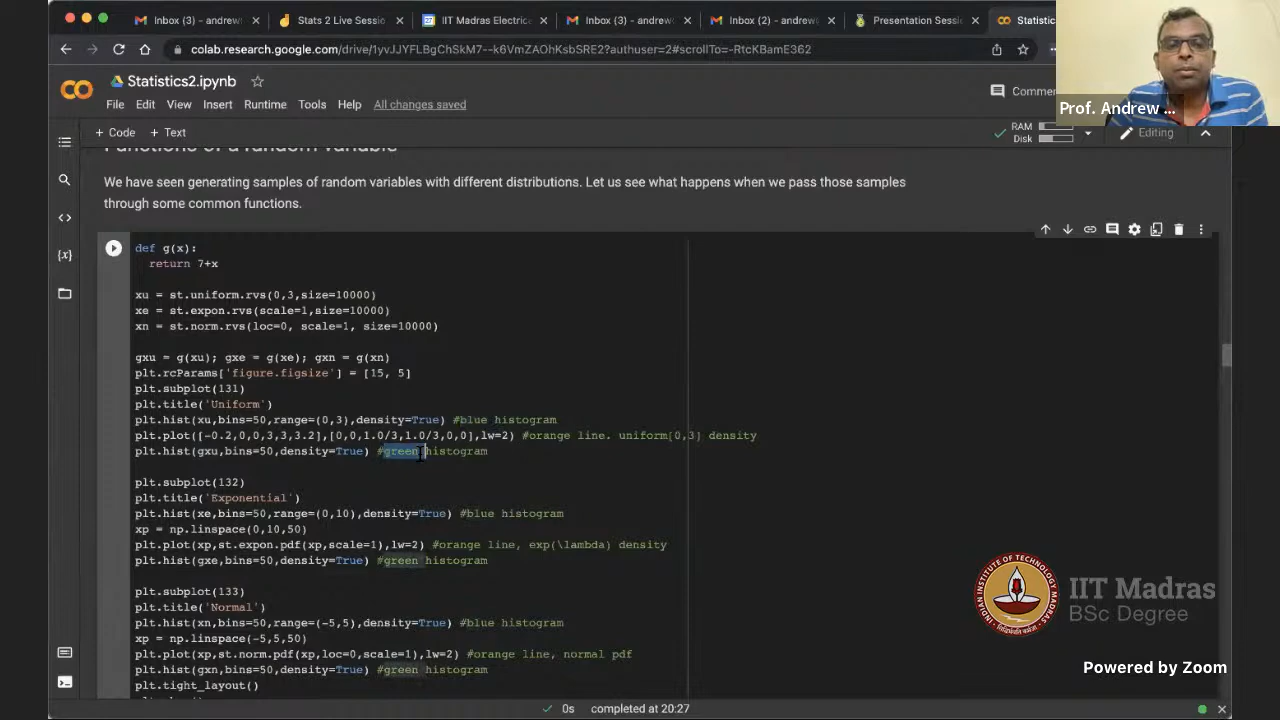 Inbox (3) - andrew
Stats 2 Live Sessio
IIT Madras Electric
Inbox (3) - andrew
Inbox (2) - andrew
Presentation Sessi
Statistics
colab.research.google.com/drive/1yvJJYFLBgChSkM7--k6VmZAOhKsbSRE2?authuser=2#scrollTo=-RtcKBamE362
Statistics2.ipynb
File Edit View Insert Runtime Tools Help All changes saved
Comme
Prof. Andrew ...
+ Code + Text
RAM
Disk
Editing
Functions of a random variable
We have seen generating samples of random variables with different distributions. Let us see what happens when we pass those samples
through some common functions.
def g(x):
return 7+x
xu = st.uniform.rvs(0,3,size=10000)
xe = st.expon.rvs(scale=1,size=10000)
xn = st.norm.rvs(loc=0, scale=1, size=10000)
gxu = g(xu); gxe = g(xe); gxn = g(xn)
plt.rcParams['figure.figsize'] = [15, 5]
plt.subplot(131)
plt.title('Uniform')
plt.hist(xu,bins=50,range=(0,3),density=True) #blue histogram
plt.plot([-0.2,0,0,3,3,3.2],[0,0,1.0/3,1.0/3,0,0],lw=2) #orange line. uniform[0,3] density
plt.hist(gxu,bins=50,density=True) #green histogram
plt.subplot(132)
plt.title('Exponential')
plt.hist(xe,bins=50,range=(0,10),density=True) #blue histogram
xp = np.linspace(0,10,50)
plt.plot(xp,st.expon.pdf(xp,scale=1),lw=2) #orange line, exp(\lambda) density
plt.hist(gxe,bins=50,density=True) #green histogram
plt.subplot(133)
plt.title('Normal')
plt.hist(xn,bins=50,range=(-5,5),density=True) #blue histogram
xp = np.linspace(-5,5,50)
plt.plot(xp,st.norm.pdf(xp,loc=0,scale=1),lw=2) #orange line, normal pdf
plt.hist(gxn,bins=50,density=True) #green histogram
plt.tight_layout()
IIT Madras
BSc Degree
Powered by Zoom
0s completed at 20:27